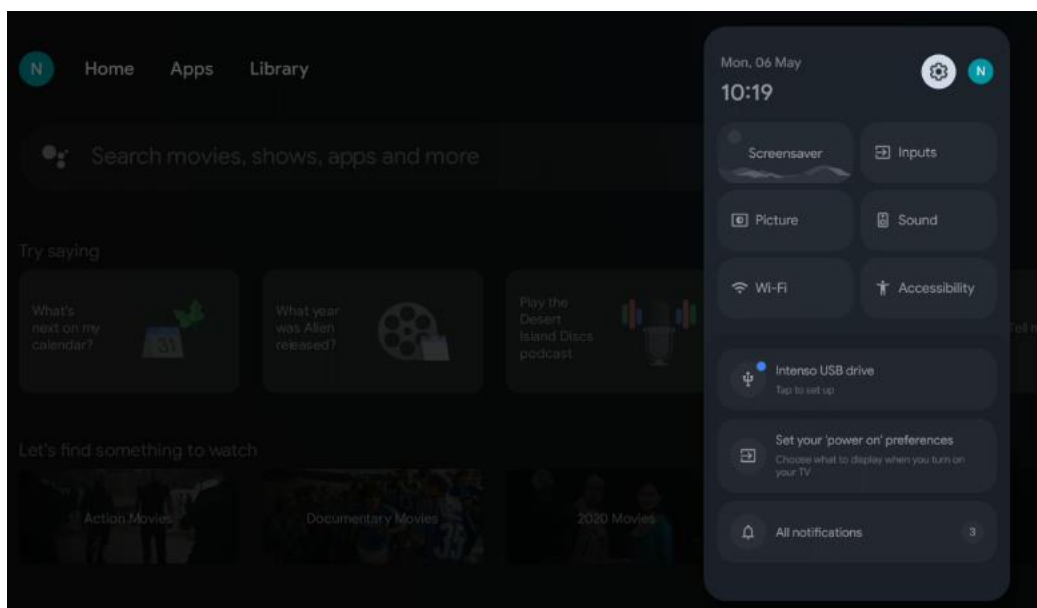 N
Home
Apps
Library
Search movies, shows, apps and more
Try saying
What's
next on my
calendar?
31
What year
was Alien
released?
Play the
Desert
Island Discs
podcast
Tell m
Let's find something to watch
Action Movies
Documentary Movies
2020 Movies
Mon, 06 May
10:19
N
Screensaver
Inputs
Picture
Sound
Wi-Fi
Accessibility
Intenso USB drive
Tap to set up
Set your 'power on' preferences
Choose what to display when you turn on
your TV
All notifications
3